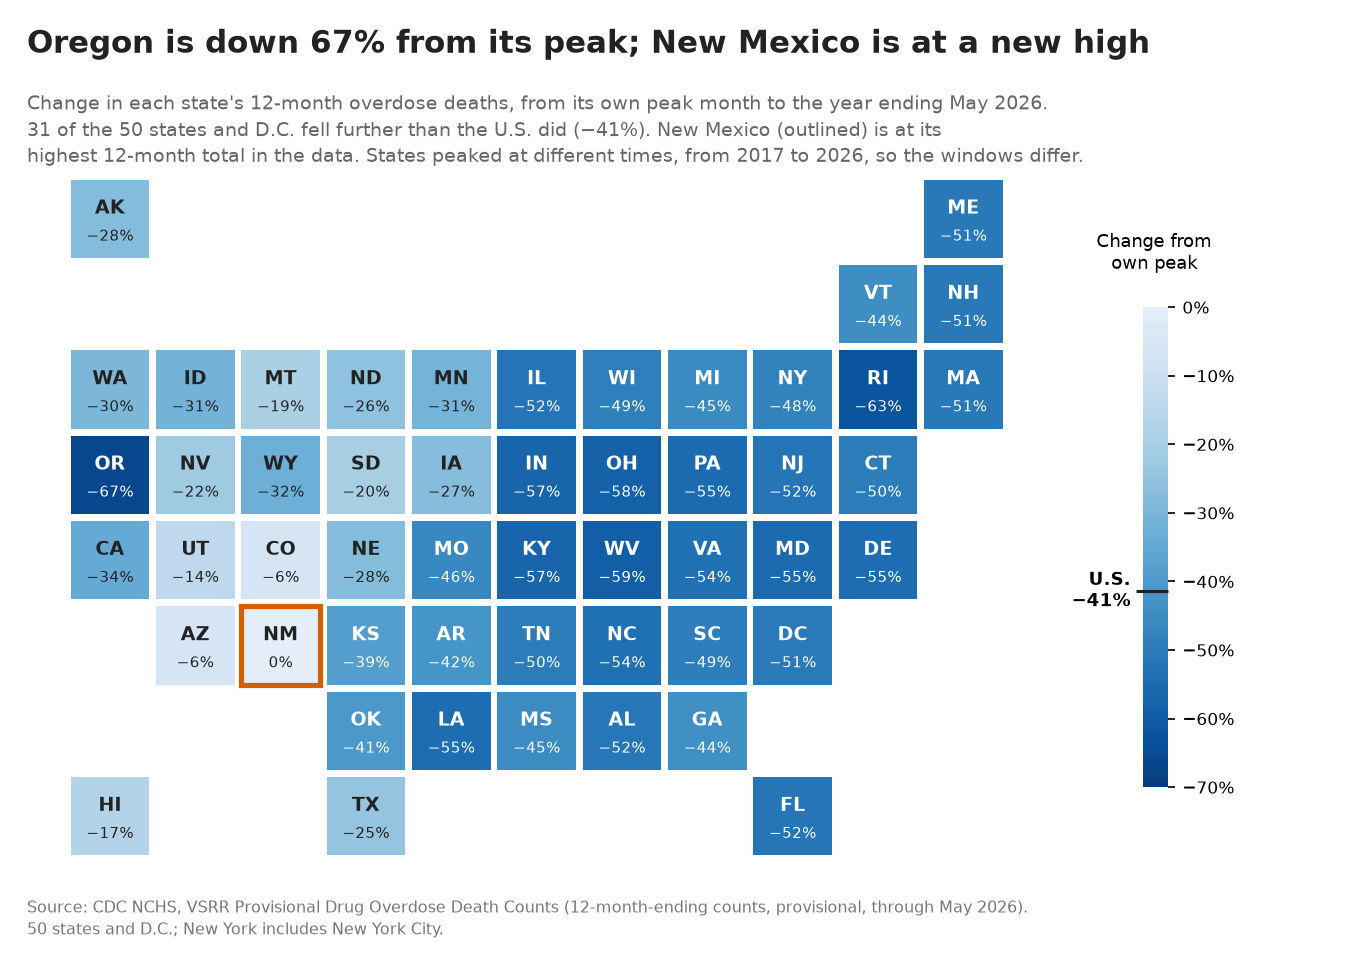 Oregon is down 67% from its peak; New Mexico is at a new high
Change in each state's 12-month overdose deaths, from its own peak month to the year ending May 2026.
31 of the 50 states and D.C. fell further than the U.S. did (−41%). New Mexico (outlined) is at its
highest 12-month total in the data. States peaked at different times, from 2017 to 2026, so the windows differ.
AK
−28%
ME
−51%
VT
−44%
NH
−51%
WA
−30%
ID
−31%
MT
−19%
ND
−26%
MN
−31%
IL
−52%
WI
−49%
MI
−45%
NY
−48%
RI
−63%
MA
−51%
OR
−67%
NV
−22%
WY
−32%
SD
−20%
IA
−27%
IN
−57%
OH
−58%
PA
−55%
NJ
−52%
CT
−50%
CA
−34%
UT
−14%
CO
−6%
NE
−28%
MO
−46%
KY
−57%
WV
−59%
VA
−54%
MD
−55%
DE
−55%
AZ
−6%
NM
0%
KS
−39%
AR
−42%
TN
−50%
NC
−54%
SC
−49%
DC
−51%
OK
−41%
LA
−55%
MS
−45%
AL
−52%
GA
−44%
HI
−17%
TX
−25%
FL
−52%
Change from
own peak
0%
−10%
−20%
−30%
−40%
−50%
−60%
−70%
U.S.
−41%
Source: CDC NCHS, VSRR Provisional Drug Overdose Death Counts (12-month-ending counts, provisional, through May 2026).
50 states and D.C.; New York includes New York City.